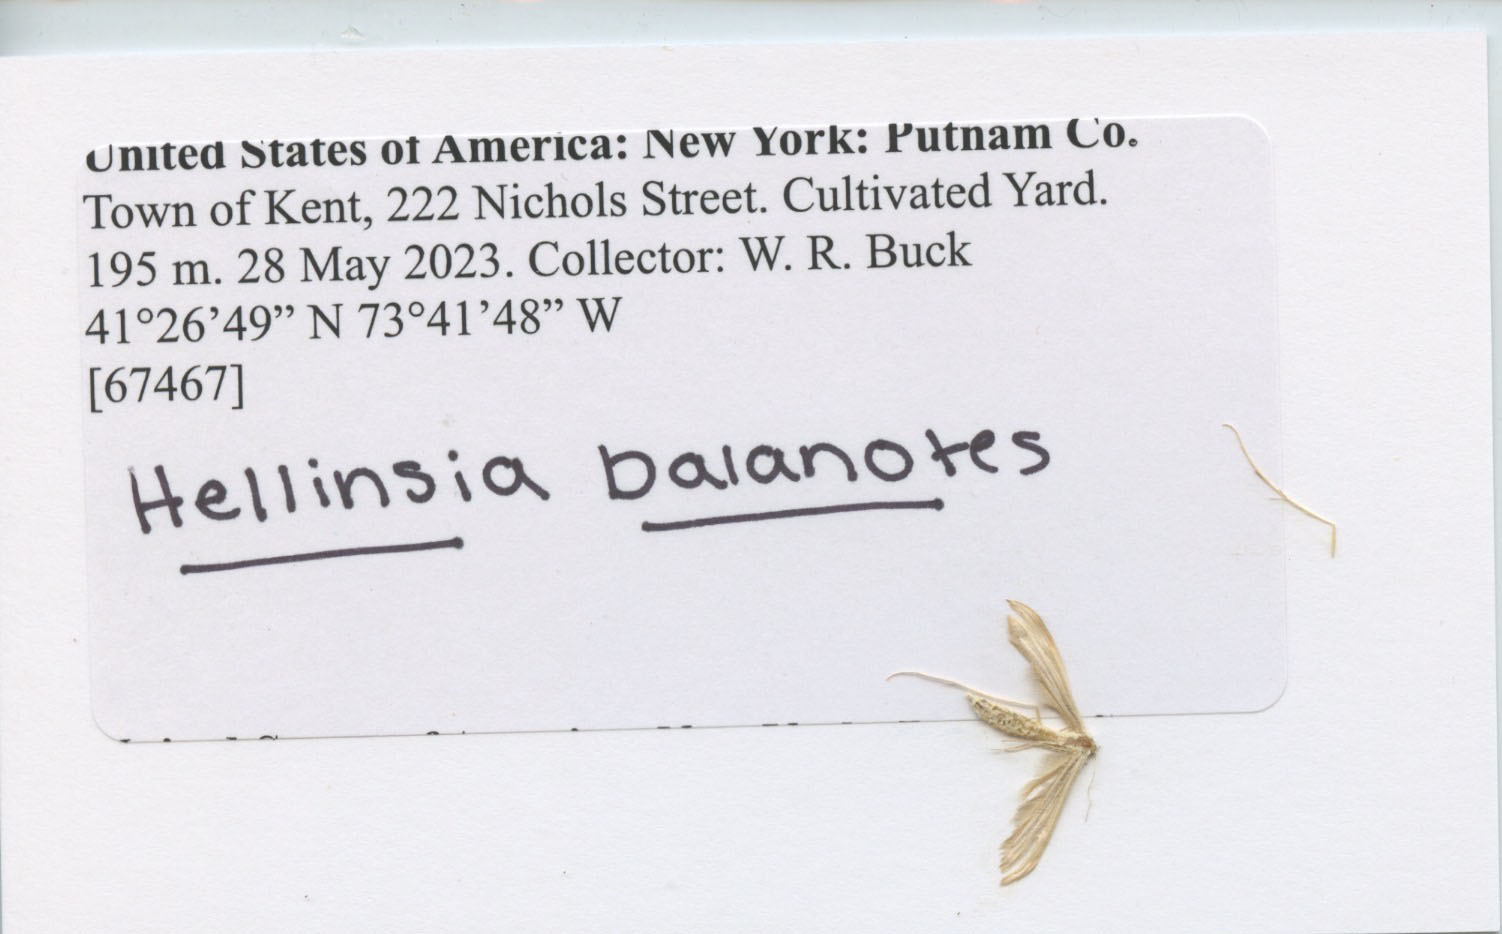 United States of America: New York: Putnam Co.
Town of Kent, 222 Nichols Street. Cultivated Yard.
195 m. 28 May 2023. Collector: W. R. Buck
41°26’49” N 73°41’48” W
[67467]
Hellinsia balanotes